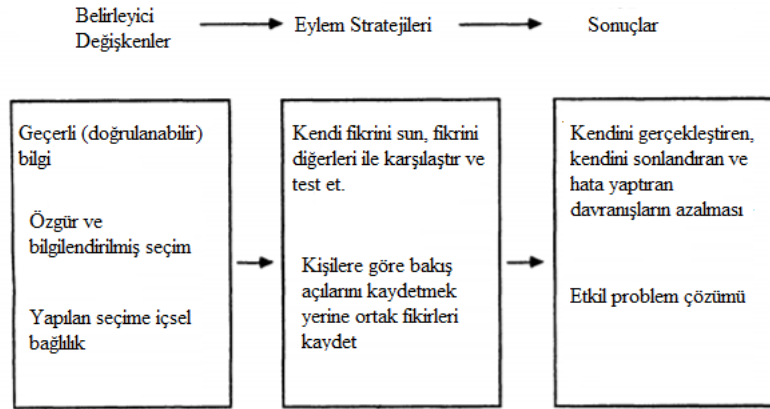 Belirleyici
Değişkenler
Eylem Stratejileri
Sonuçlar
Geçerli (doğrulanabilir)
bilgi
Özgür ve
bilgilendirilmiş seçim
Yapılan seçime içsel
bağlılık
Kendi fikrini sun, fikrini
diğerleri ile karşılaştır ve
test et.
Kişilere göre bakış
açılarını kaydetmek
yerine ortak fikirleri
kaydet
Kendini gerçekleştiren,
kendini sonlandıran ve
hata yaptıran
davranışların azalması
Etkil problem çözümü